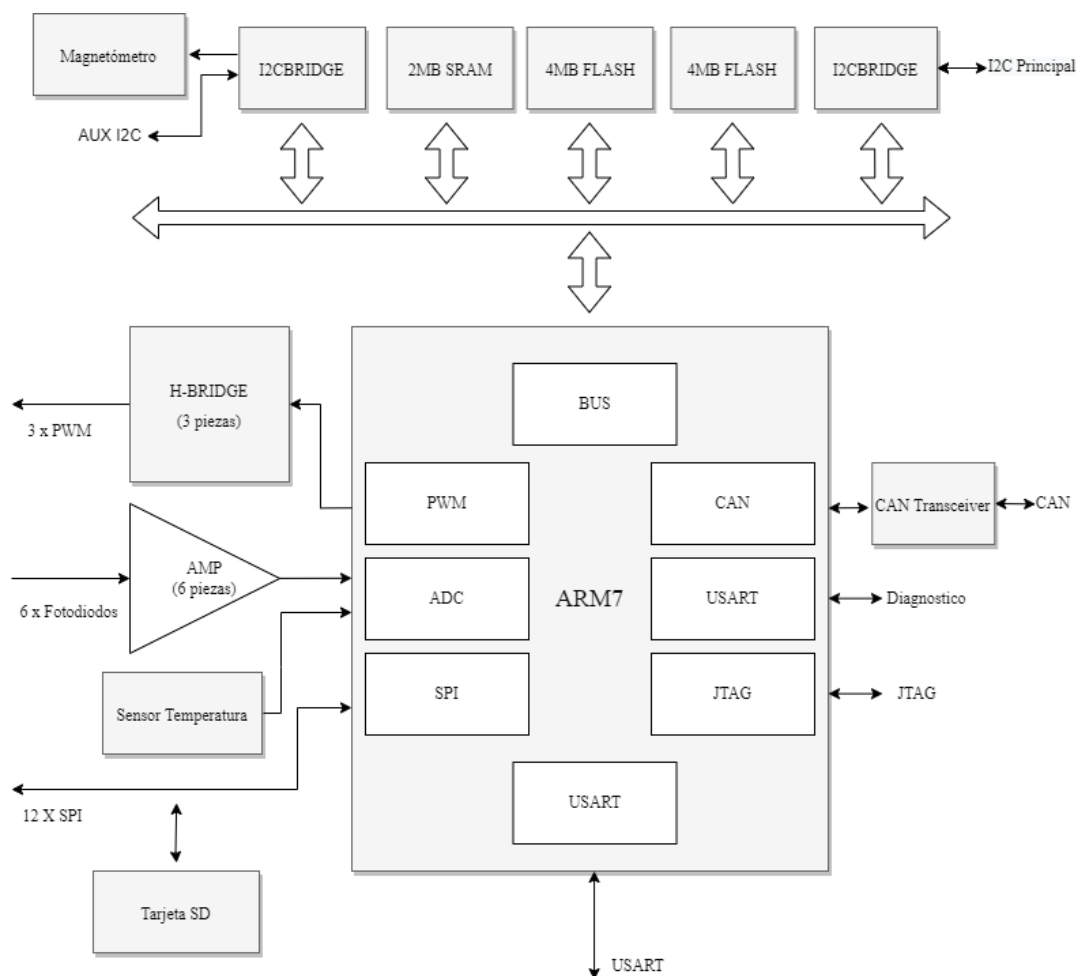 Magnetómetro
I2CBRIDGE
2MB SRAM
4MB FLASH
4MB FLASH
I2CBRIDGE
I2C Principal
AUX I2C
H-BRIDGE
(3 piezas)
3 x PWM
BUS
PWM
CAN
CAN Transceiver
CAN
AMP
(6 piezas)
6 x Fotodiodos
ADC
ARM7
USART
Diagnostico
Sensor Temperatura
SPI
JTAG
JTAG
12 X SPI
USART
Tarjeta SD
USART